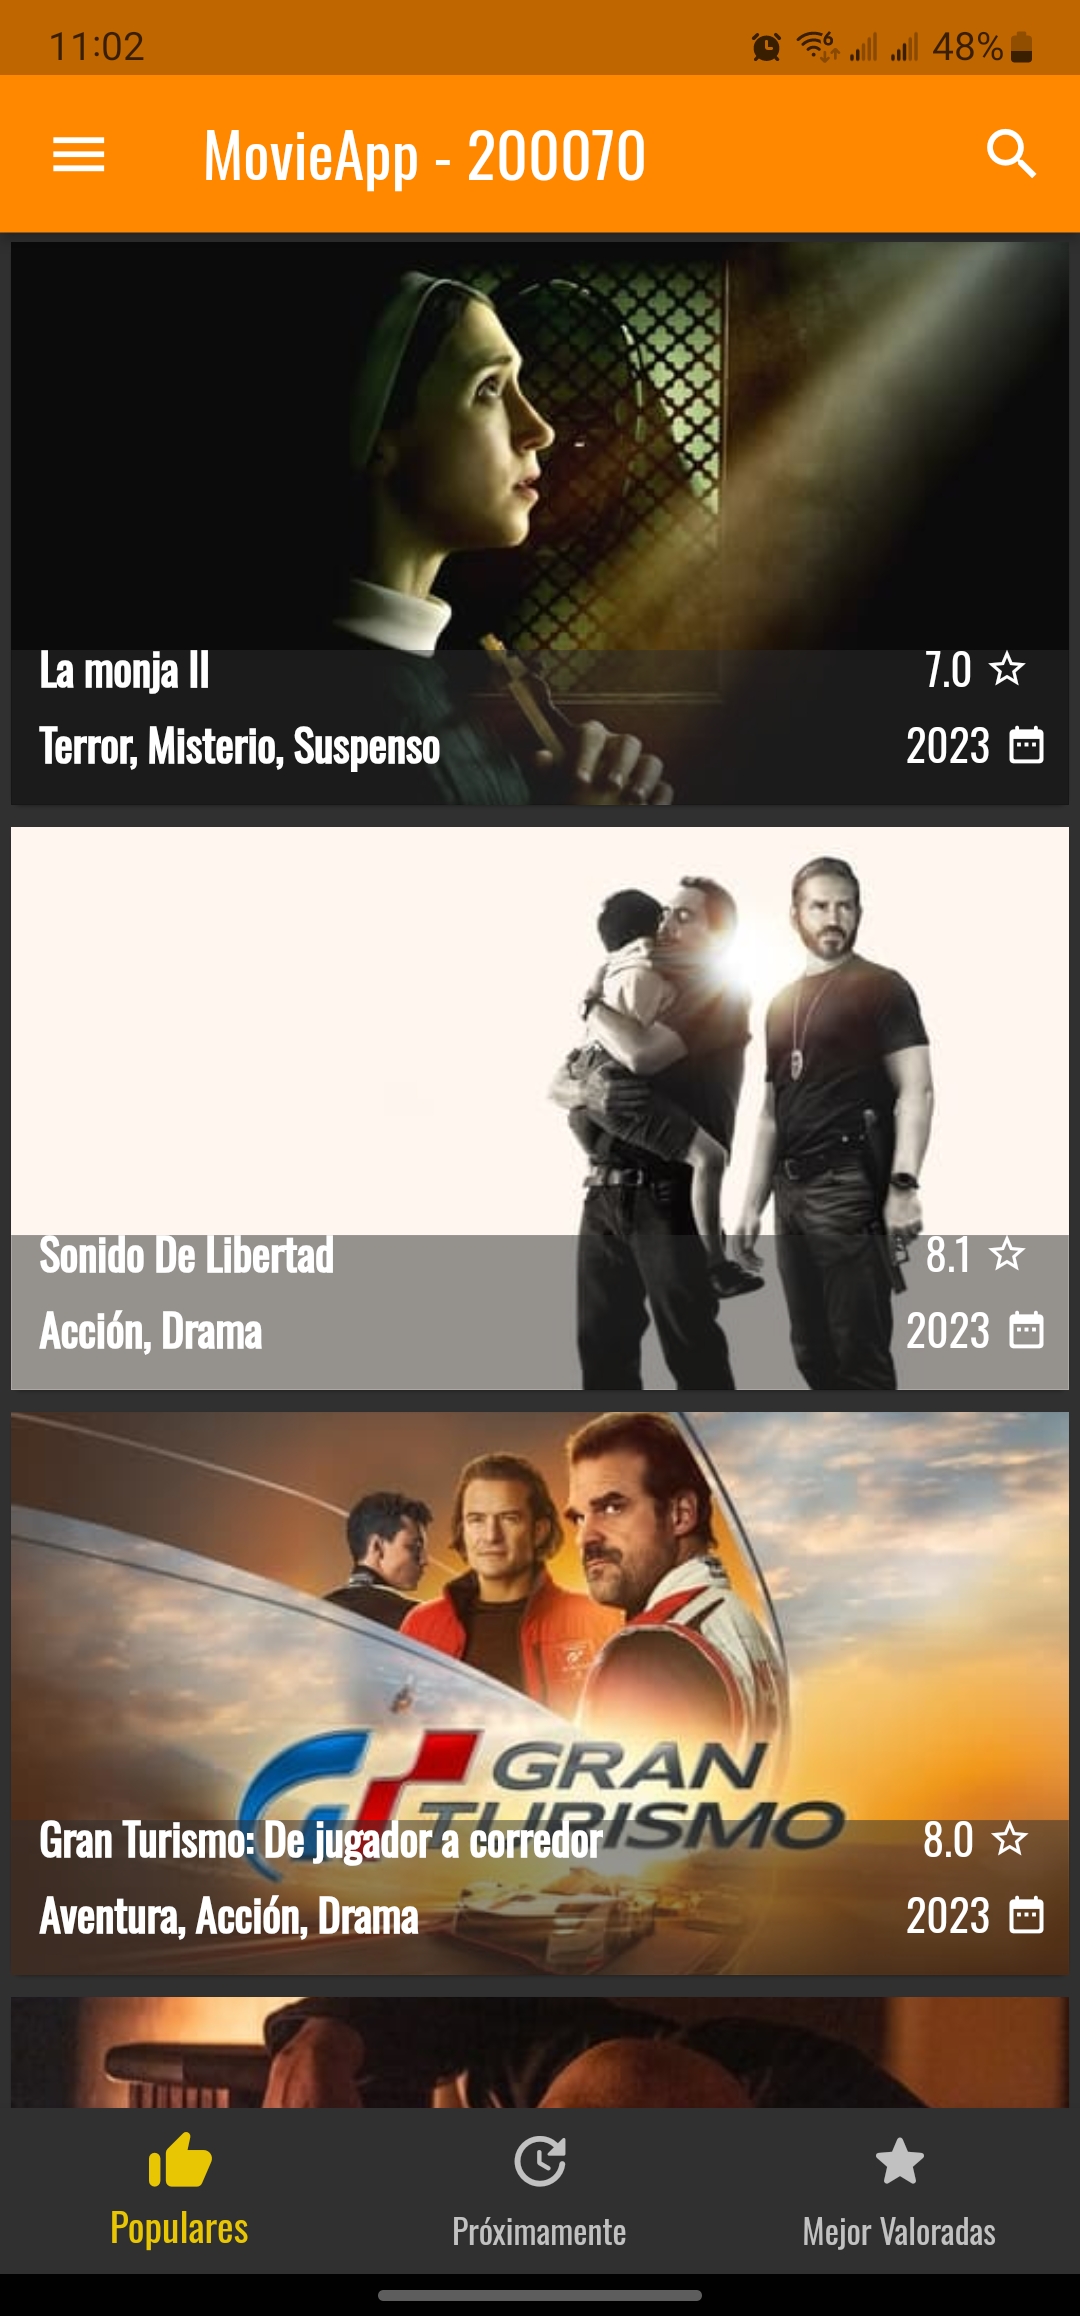 11:02
6
48%
MovieApp - 200070
La monja II
7.0
Terror, Misterio, Suspenso
2023
Sonido De Libertad
8.1
Acción, Drama
2023
GRAN
TURISMO
Gran Turismo: De jugador a corredor
8.0
Aventura, Acción, Drama
2023
Populares
Próximamente
Mejor Valoradas